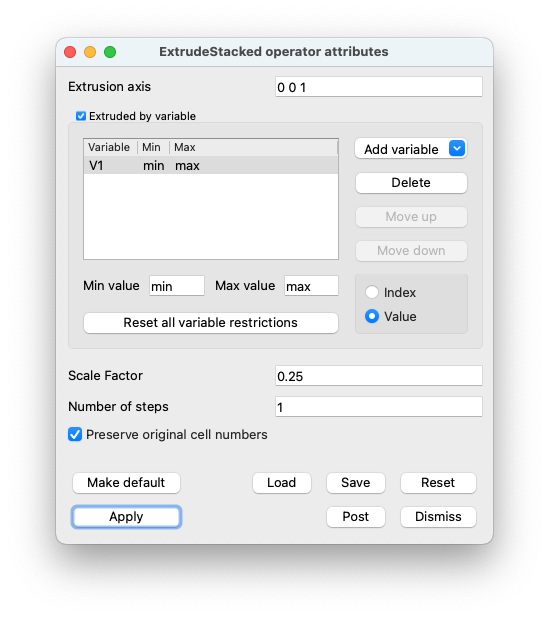 ExtrudeStacked operator attributes
Extrusion axis 0 0 1
Extruded by variable
Variable Min Max Add variable
V1 min max
Delete
Move up
Move down
Min value min Max value max Index
Value
Reset all variable restrictions
Scale Factor 0.25
Number of steps 1
Preserve original cell numbers
Make default Load Save Reset
Apply Post Dismiss